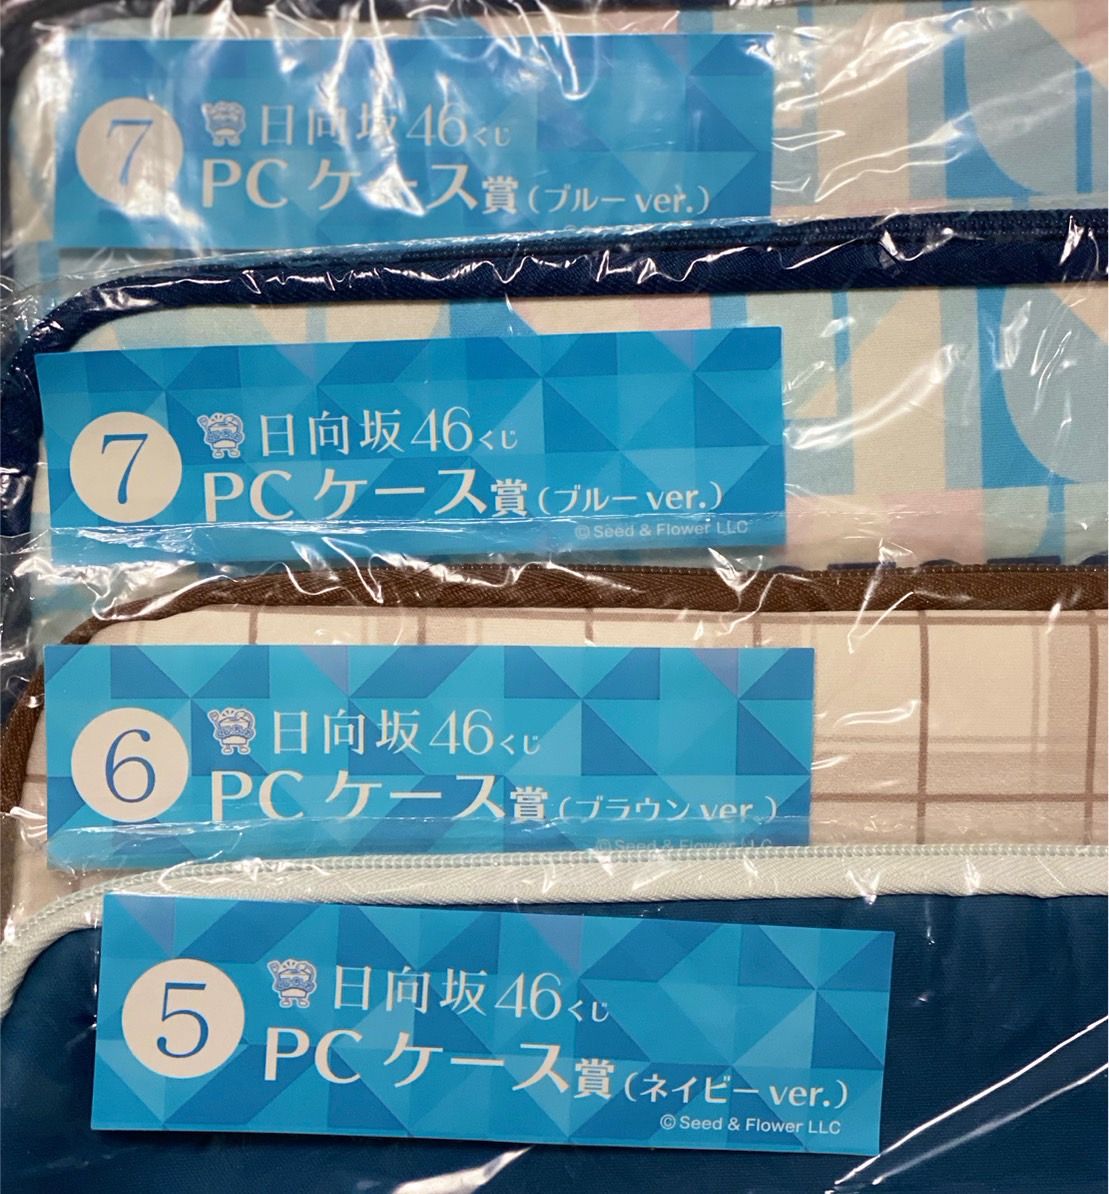 7
日向坂46くじ
PCケース賞(ブルーver.)
7
日向坂46くじ
PCケース賞(ブルーver.)
©Seed & Flower LLC
6
日向坂46くじ
PCケース賞(ブラウンver.)
©Seed & Flower LLC
5
日向坂46くじ
PCケース賞(ネイビーver.)
©Seed & Flower LLC